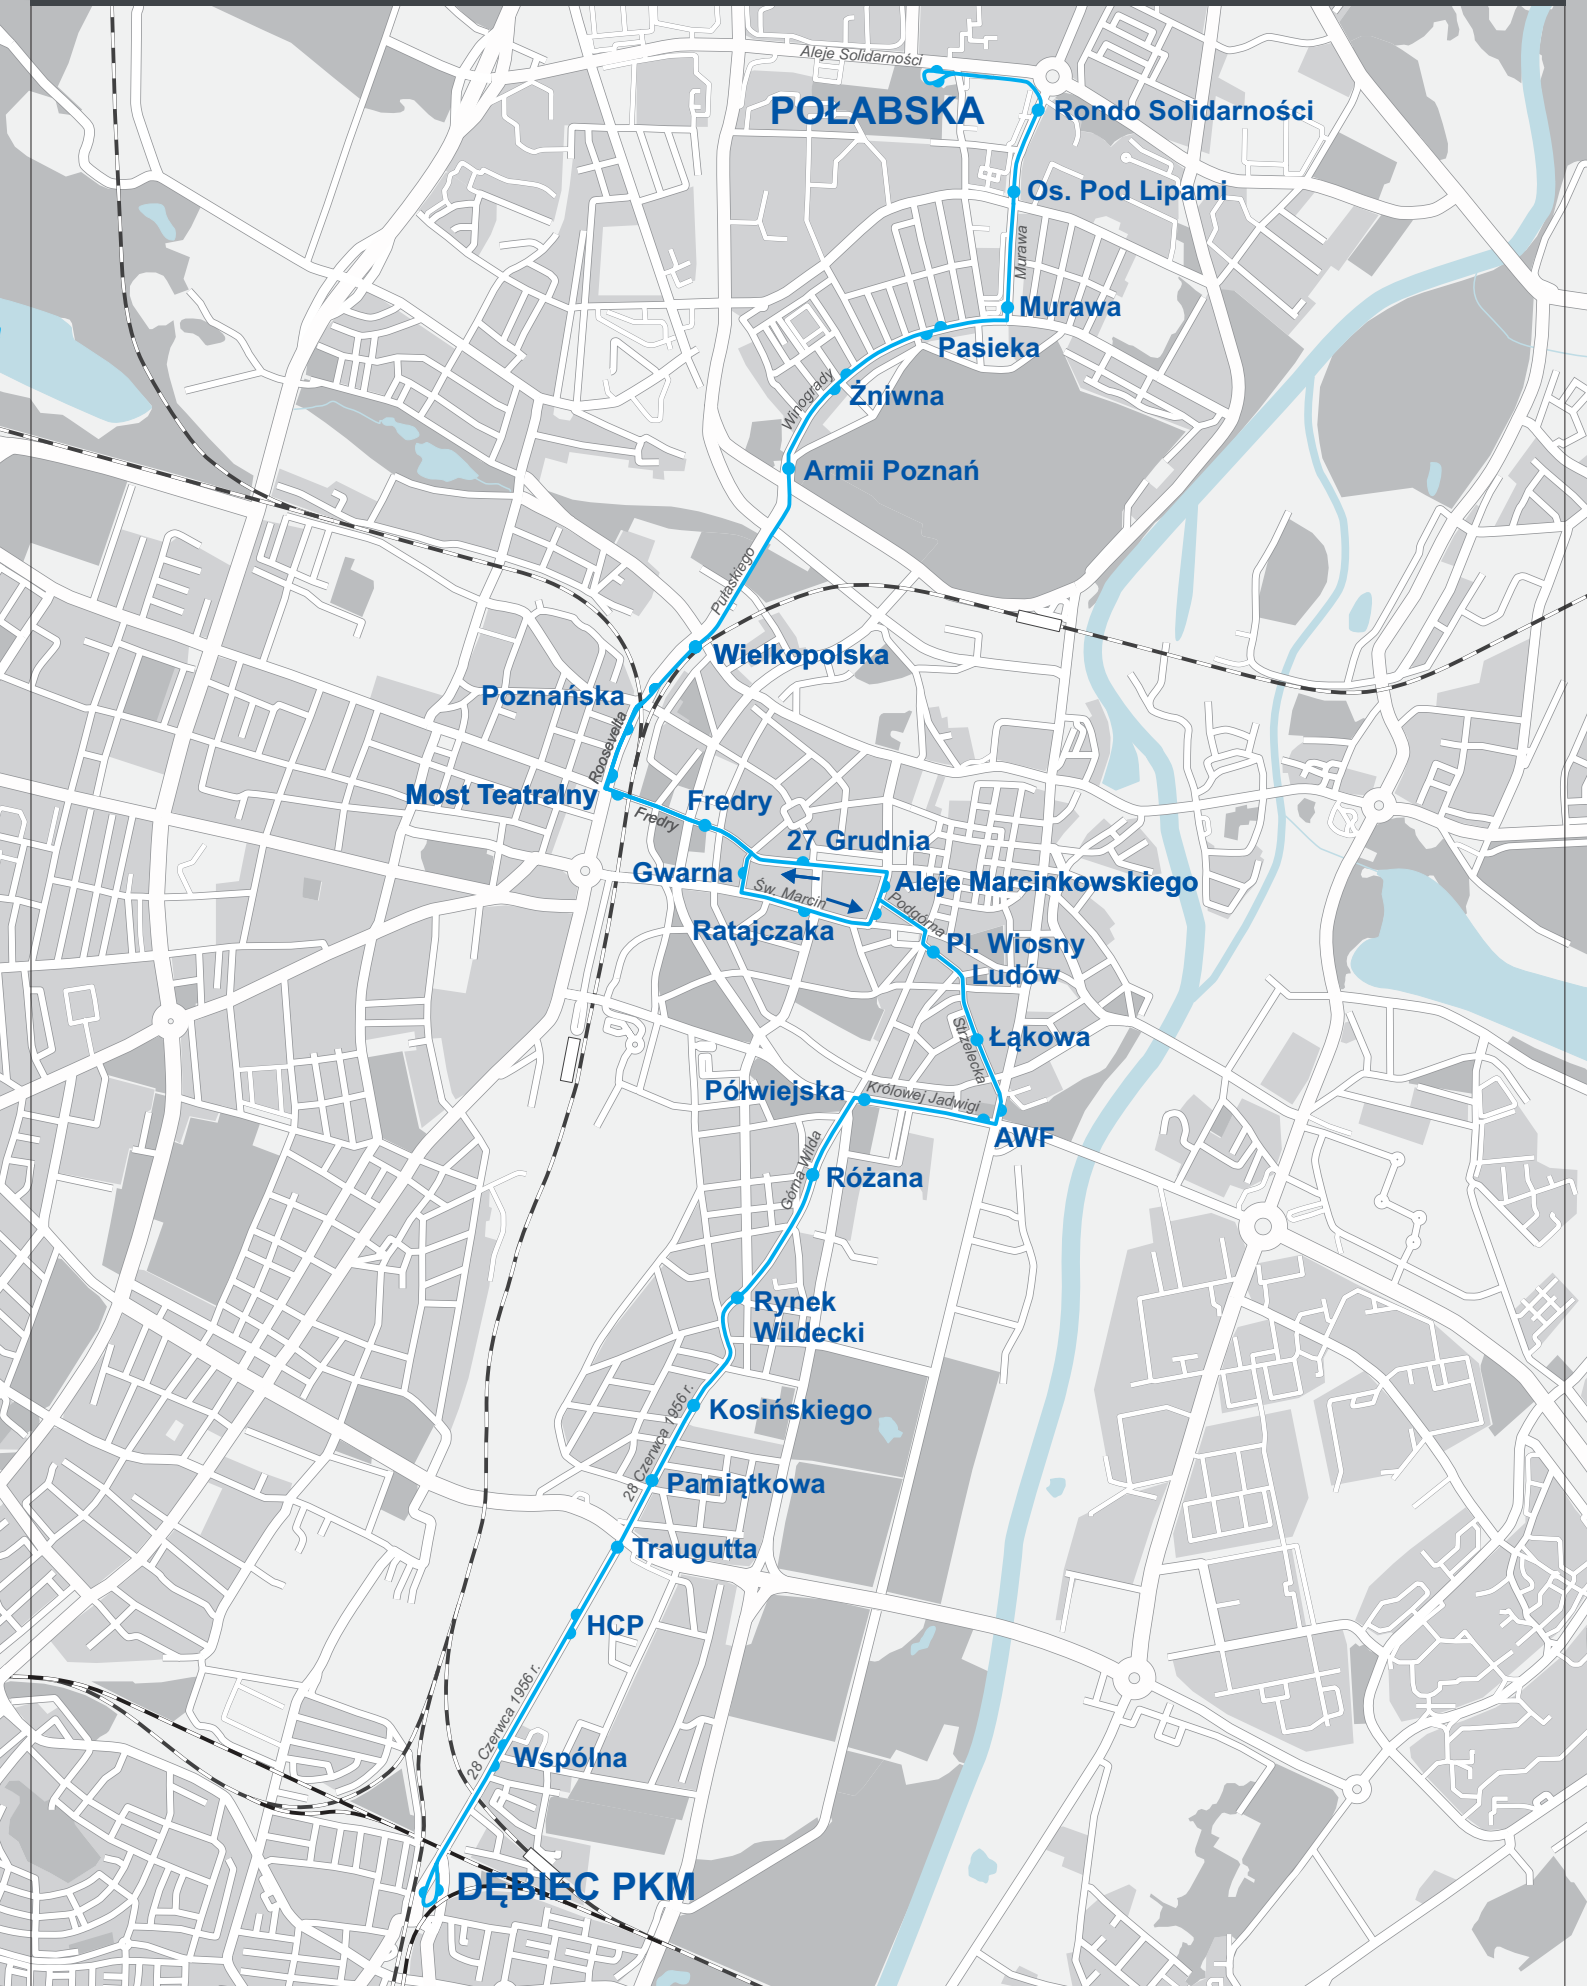 Aleje Solidarności
POŁABSKA
Rondo Solidarności
Os. Pod Lipami
Murawa
Murawa
Pasieka
Winogrady
Żniwna
Armii Poznań
Pułaskiego
Wielkopolska
Poznańska
Roosevelta
Most Teatralny
Fredry
Fredry
27 Grudnia
Gwarna
Św. Marcin
Aleje Marcinkowskiego
Podgórna
Ratajczaka
Pl. Wiosny
Ludów
Strzelecka
Łąkowa
Półwiejska
Królowej Jadwigi
AWF
Górna Wilda
Różana
Rynek
Wildecki
28 Czerwca 1956 r.
Kosińskiego
Pamiątkowa
Traugutta
HCP
28 Czerwca 1956 r.
Wspólna
DĘBIEC PKM